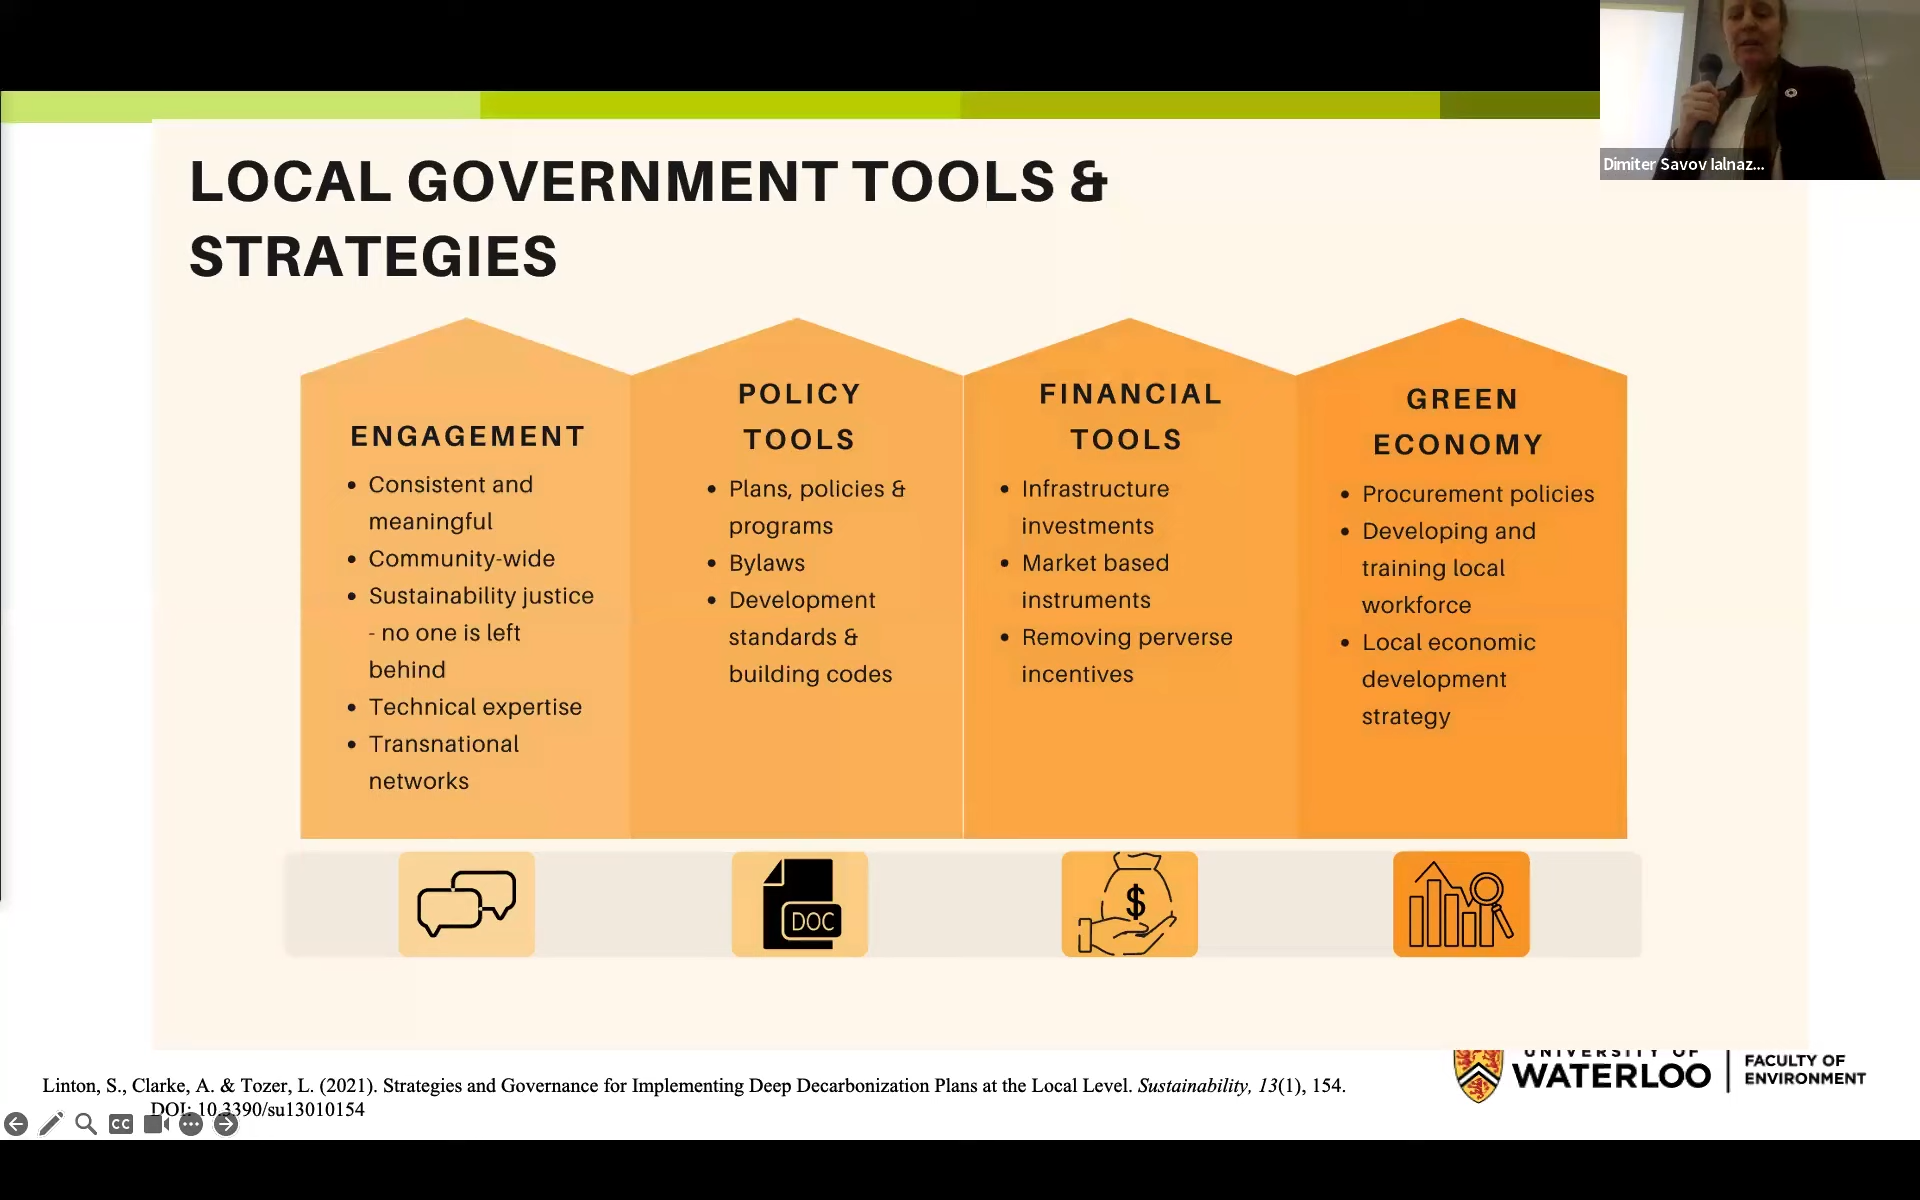 Dimiter Savov Ialnaz...
LOCAL GOVERNMENT TOOLS &
STRATEGIES
ENGAGEMENT
• Consistent and
meaningful
• Community-wide
• Sustainability justice
- no one is left
behind
• Technical expertise
• Transnational
networks
POLICY
TOOLS
• Plans, policies &
programs
• Bylaws
• Development
standards &
building codes
FINANCIAL
TOOLS
• Infrastructure
investments
• Market based
instruments
• Removing perverse
incentives
GREEN
ECONOMY
• Procurement policies
• Developing and
training local
workforce
• Local economic
development
strategy
DOC
$
Linton, S., Clarke, A. & Tozer, L. (2021). Strategies and Governance for Implementing Deep Decarbonization Plans at the Local Level. Sustainability, 13(1), 154.
DOI: 10.3390/su13010154
CC
UNIVERSITY OF
WATERLOO
FACULTY OF
ENVIRONMENT